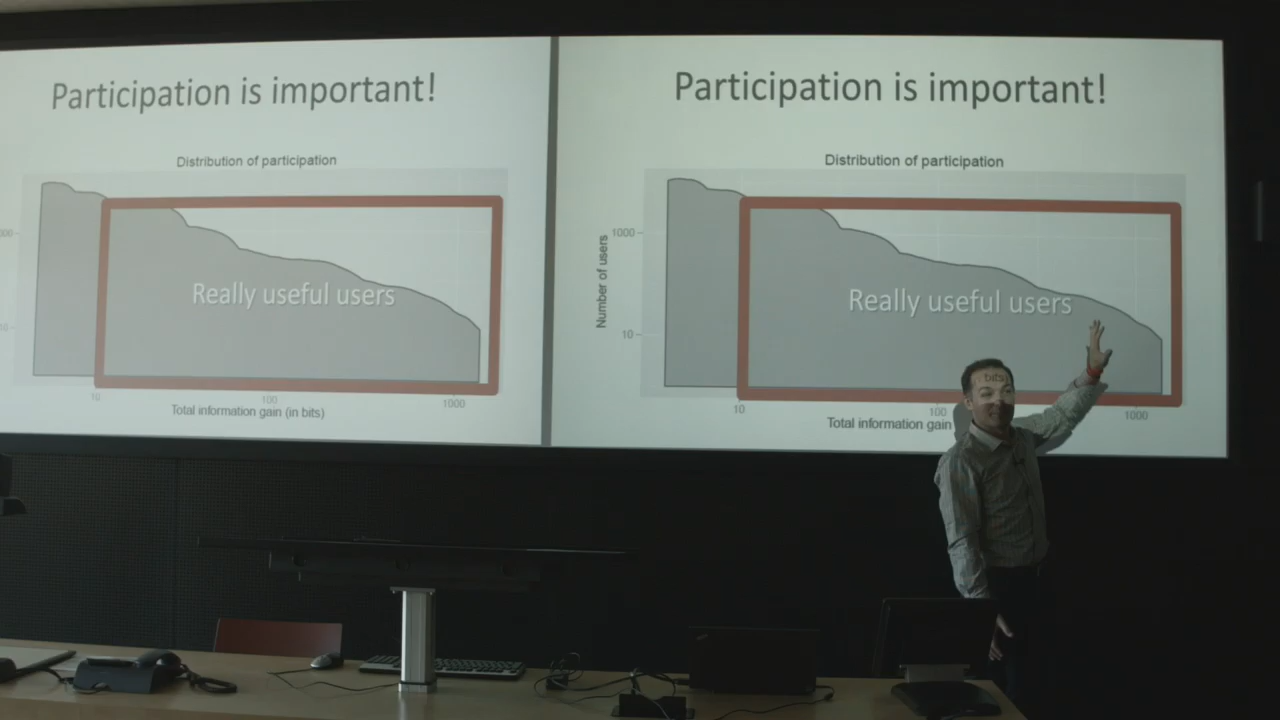 Participation is important!
Distribution of participation
Really useful users
10
100
1000
Total information gain (in bits)
Participation is important!
Distribution of participation
Number of users
1000
10
Really useful users
10
100
1000
Total information gain
bits)